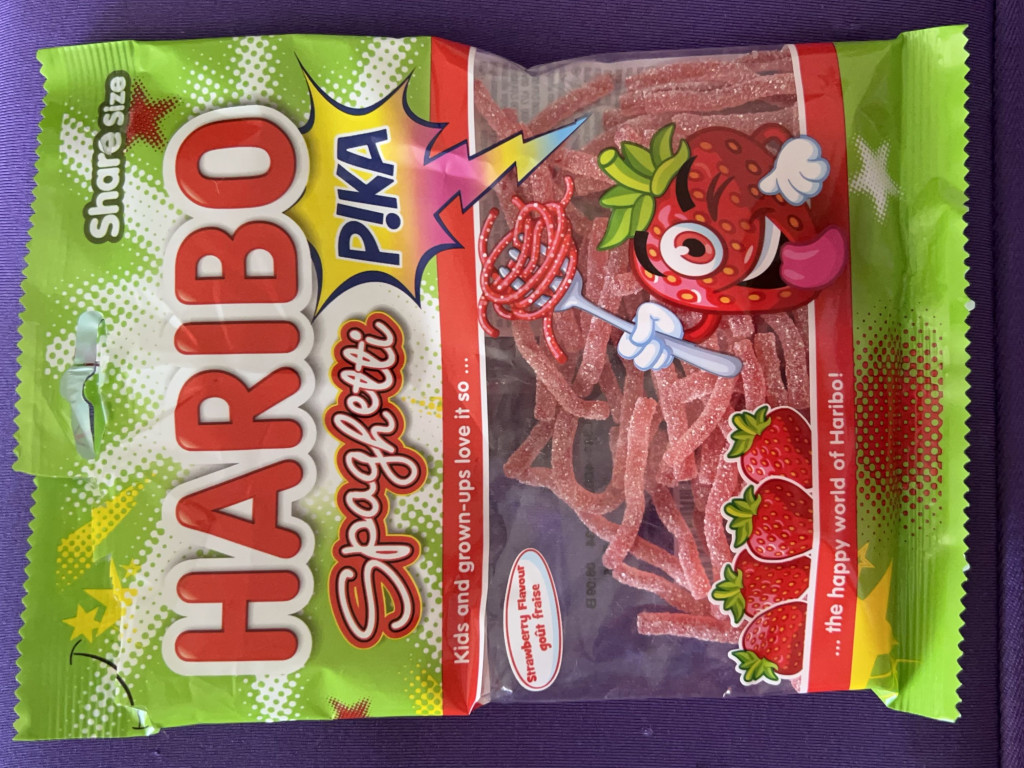 Share Size
HARIBO
Spaghetti
P!KA
Kids and grown-ups love it so ...
Strawberry Flavour
goût fraise
... the happy world of Haribo!